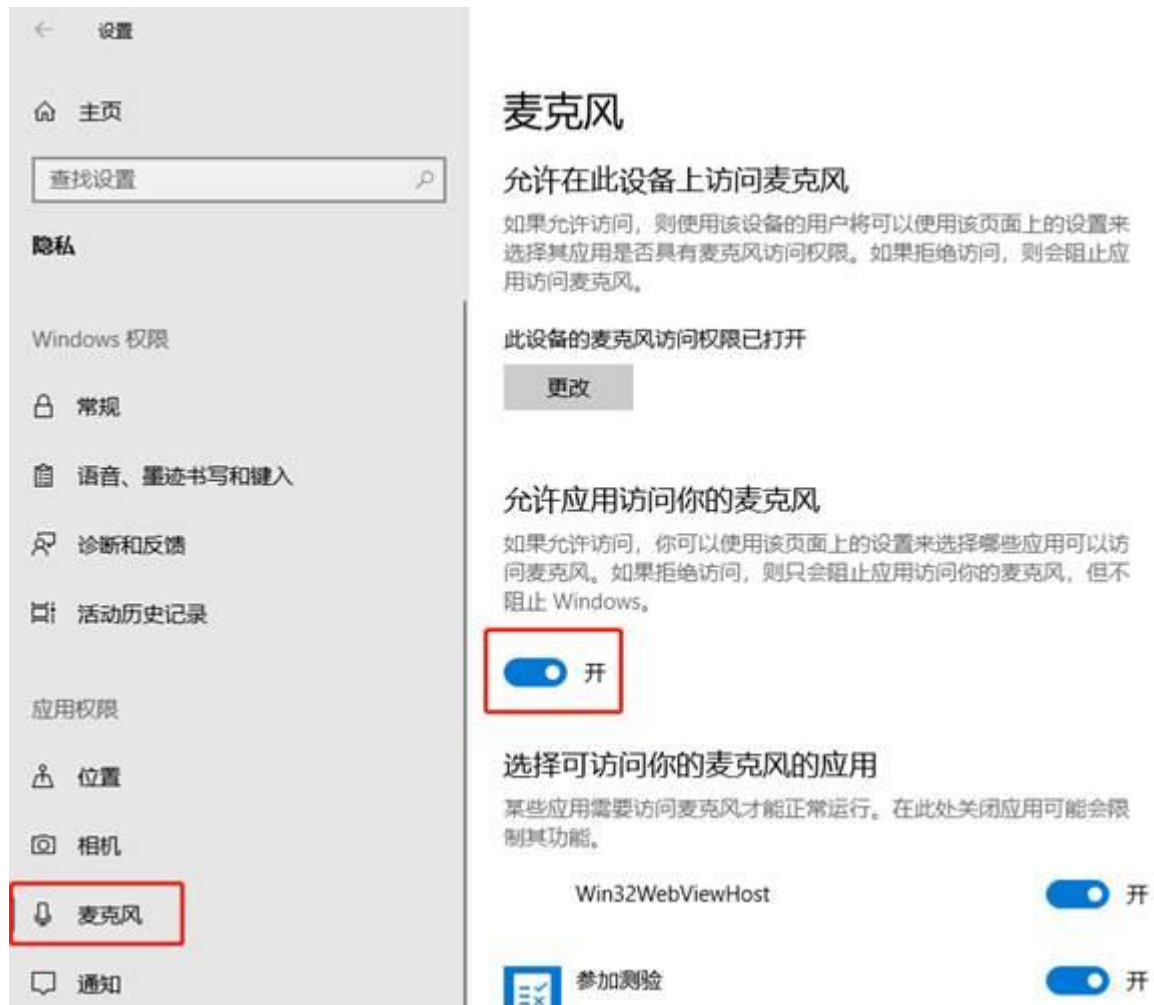 设置
主页
查找设置
隐私
Windows 权限
常规
语音、墨迹书写和键入
诊断和反馈
活动历史记录
应用权限
位置
相机
麦克风
通知
麦克风
允许在此设备上访问麦克风
如果允许访问，则使用该设备的用户将可以使用该页面上的设置来
选择其应用是否具有麦克风访问权限。如果拒绝访问，则会阻止应
用访问麦克风。
此设备的麦克风访问权限已打开
更改
允许应用访问你的麦克风
如果允许访问，你可以使用该页面上的设置来选择哪些应用可以访
问麦克风。如果拒绝访问，则只会阻止应用访问你的麦克风，但不
阻止 Windows。
开
选择可访问你的麦克风的应用
某些应用需要访问麦克风才能正常运行。在此处关闭应用可能会限
制其功能。
Win32WebViewHost 开
参加测验 开